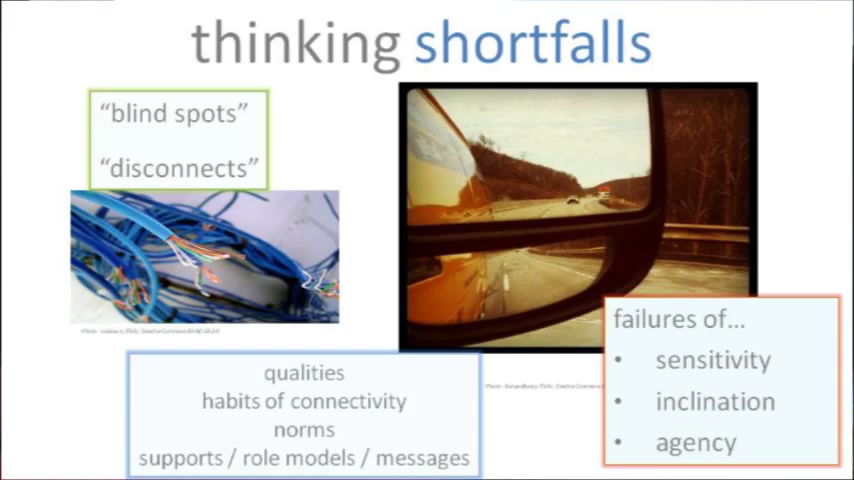 thinking shortfalls
“blind spots”
“disconnects”
failures of...
• sensitivity
• inclination
• agency
qualities
habits of connectivity
norms
supports / role models / messages